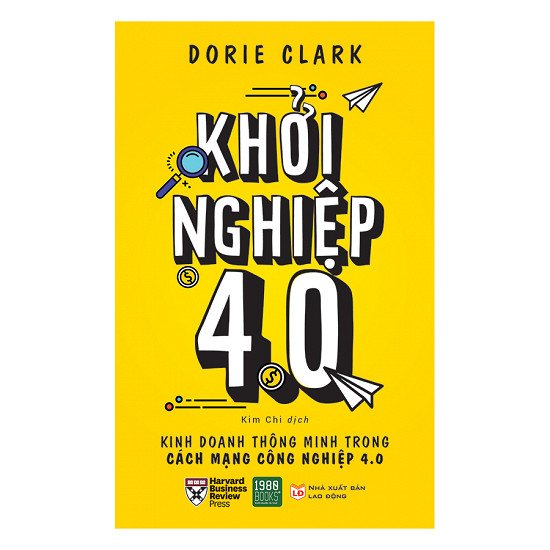 DORIE CLARK
KHỞI
NGHIỆP
4.0
Kim Chi dịch
KINH DOANH THÔNG MINH TRONG
CÁCH MẠNG CÔNG NGHIỆP 4.0
Harvard
Business
Review
Press
1980
BOOKS
NHÀ XUẤT BẢN
LAO ĐỘNG
LĐ